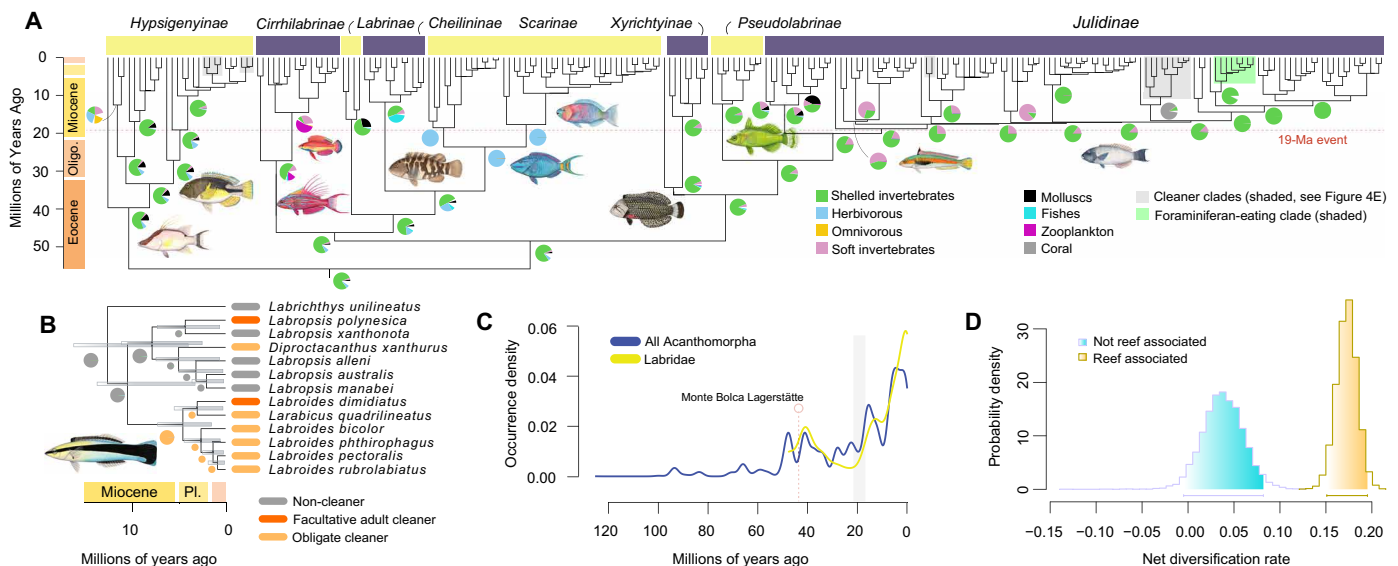 A
Hypsigenyinae
Cirrhilabrinae
Labrinae
Cheilininae
Scarinae
Xyrichtyinae
Pseudolabrinae
Julidinae
Millions of Years Ago
0
10
20
30
40
50
Miocene
Oligo.
Eocene
19-Ma event
Shelled invertebrates
Herbivorous
Omnivorous
Soft invertebrates
Molluscs
Fishes
Zooplankton
Coral
Cleaner clades (shaded, see Figure 4E)
Foraminiferan-eating clade (shaded)
B
Labrichthys unilineatus
Labropsis polynesica
Labropsis xanthonota
Diproctacanthus xanthurus
Labropsis alleni
Labropsis australis
Labropsis manabei
Labroides dimidiatus
Larabicus quadrilineatus
Labroides bicolor
Labroides phthirophagus
Labroides pectoralis
Labroides rubrolabiatus
Miocene
Pl.
10
0
Millions of years ago
Non-cleaner
Facultative adult cleaner
Obligate cleaner
C
Occurrence density
0.06
0.04
0.02
0.00
All Acanthomorpha
Labridae
Monte Bolca Lagerstätte
120 100 80 60 40 20 0
Millions of years ago
D
Probability density
30
20
10
0
Not reef associated
Reef associated
−0.15 −0.10 −0.05 0.00 0.05 0.10 0.15 0.20
Net diversification rate